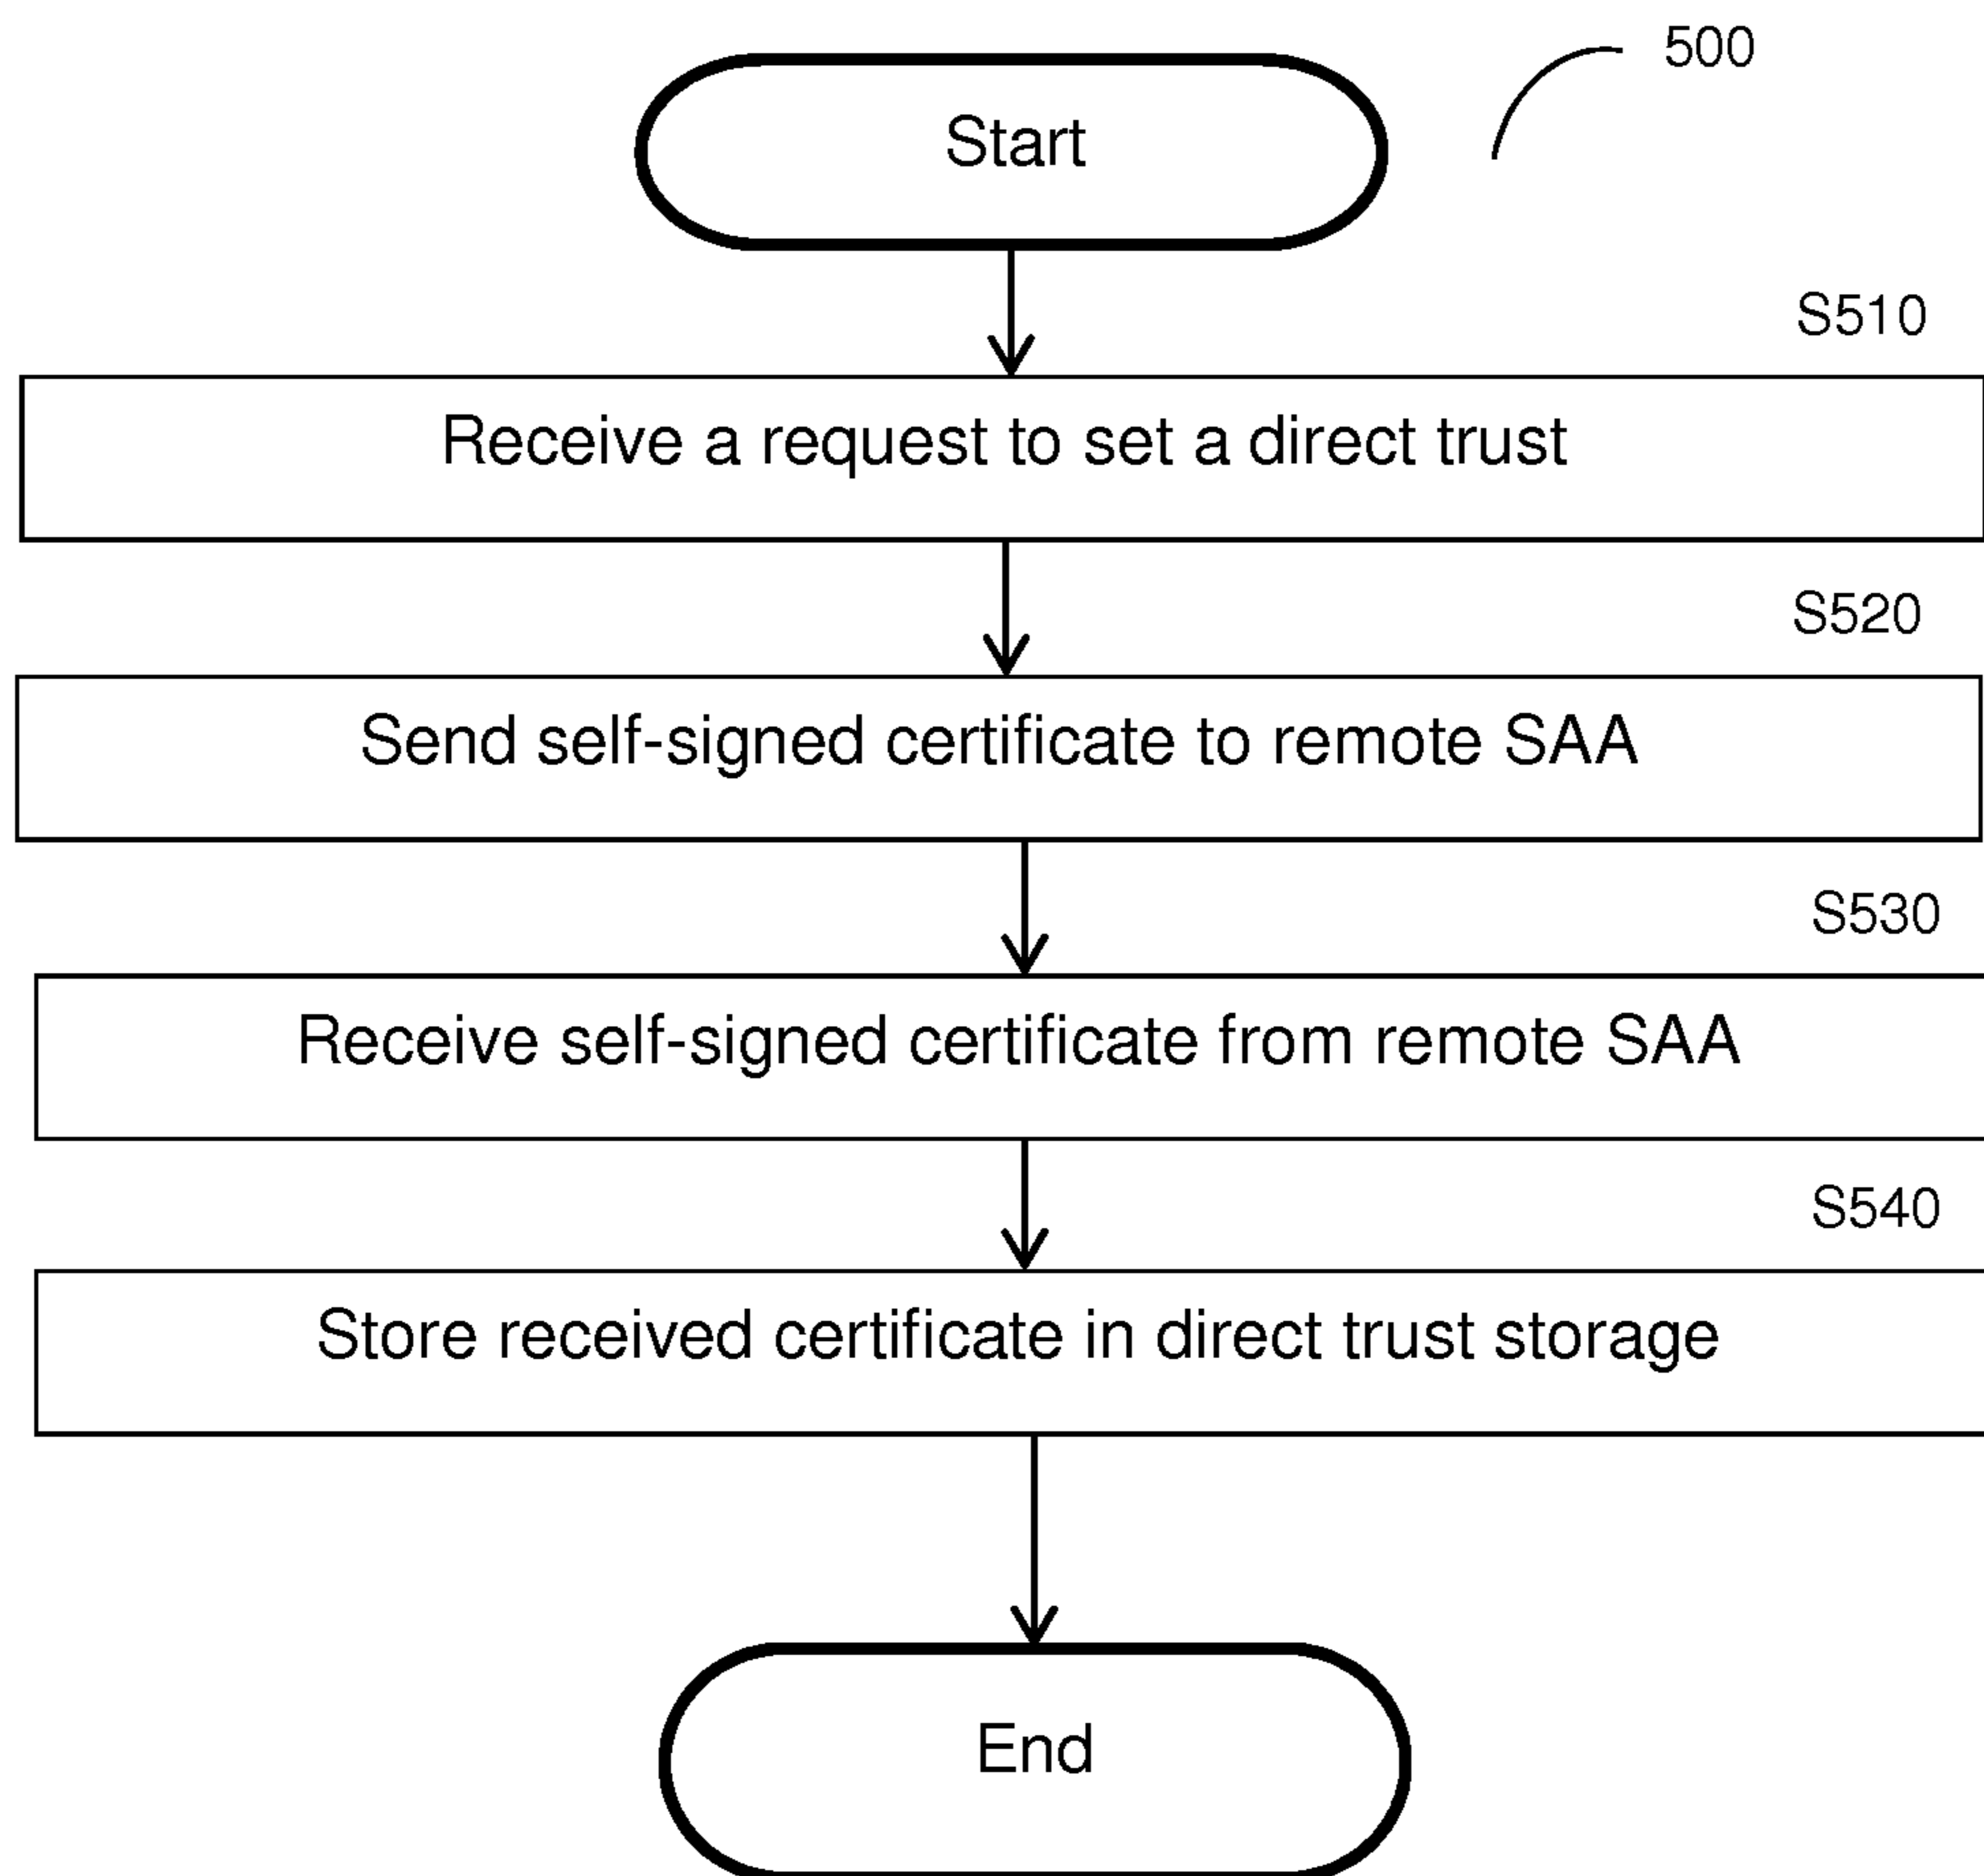 500
Start
S510
Receive a request to set a direct trust
S520
Send self-signed certificate to remote SAA
S530
Receive self-signed certificate from remote SAA
S540
Store received certificate in direct trust storage
End